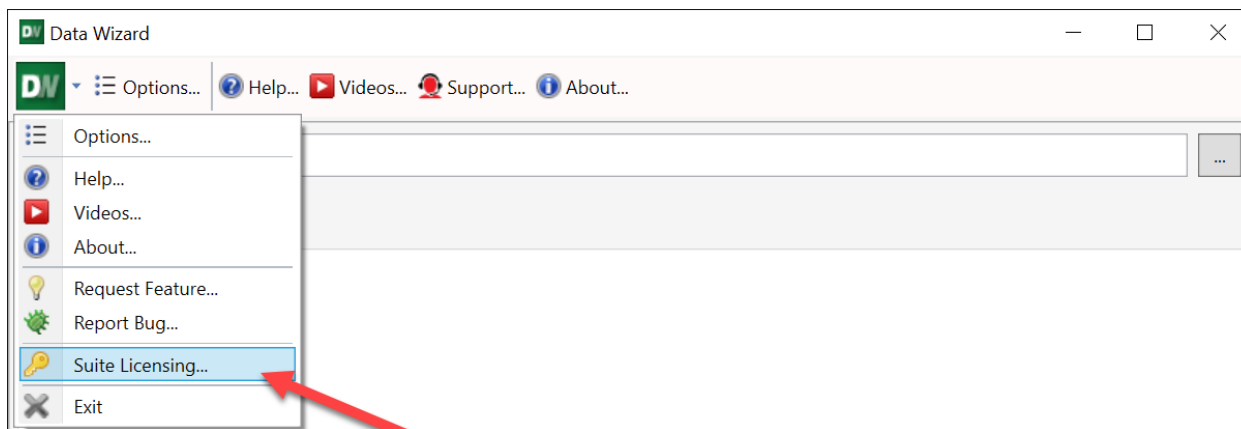 DW Data Wizard
DW Options... Help... Videos... Support... About...
Options...
...
Help...
Videos...
About...
Request Feature...
Report Bug...
Suite Licensing...
Exit